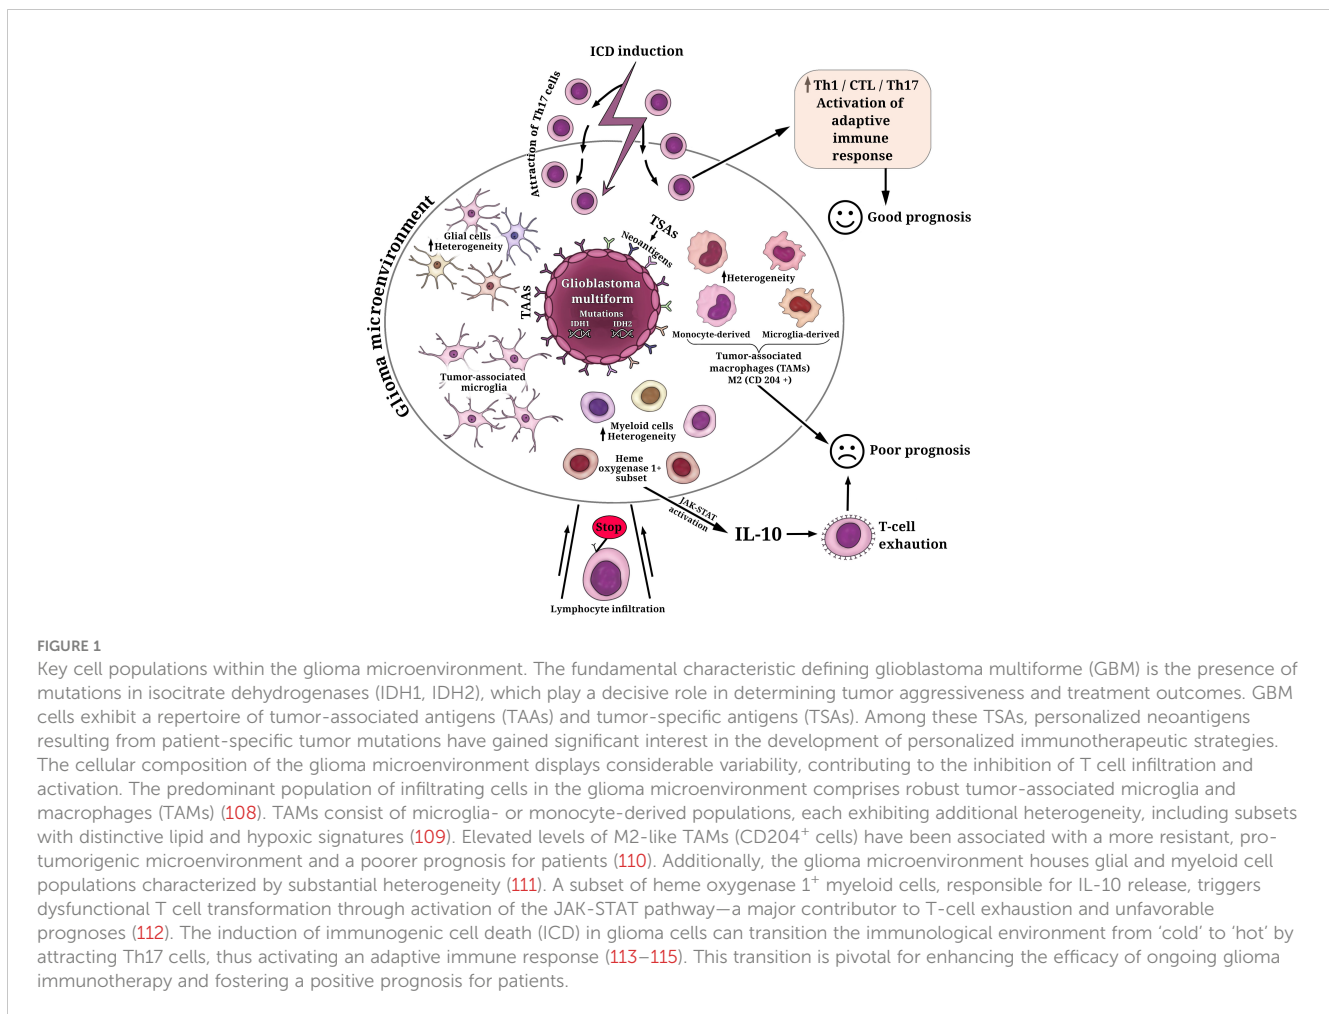 ICD induction
Attraction of Th17 cells
Th1 / CTL / Th17
Activation of
adaptive
immune
response
Good prognosis
Glioma microenvironment
Glial cells
Heterogeneity
TSAs
Neoantigens
TAAs
Glioblastoma
multiform
Mutations
IDH1 IDH2
Heterogeneity
Monocyte-derived Microglia-derived
Tumor-associated
macrophages (TAMs)
M2 (CD 204 +)
Tumor-associated
microglia
Myeloid cells
Heterogeneity
Heme
oxygenase 1+
subset
Poor prognosis
JAK-STAT
activation
IL-10
T-cell
exhaution
Stop
Lymphocyte infiltration
FIGURE 1
Key cell populations within the glioma microenvironment. The fundamental characteristic defining glioblastoma multiforme (GBM) is the presence of
mutations in isocitrate dehydrogenases (IDH1, IDH2), which play a decisive role in determining tumor aggressiveness and treatment outcomes. GBM
cells exhibit a repertoire of tumor-associated antigens (TAAs) and tumor-specific antigens (TSAs). Among these TSAs, personalized neoantigens
resulting from patient-specific tumor mutations have gained significant interest in the development of personalized immunotherapeutic strategies.
The cellular composition of the glioma microenvironment displays considerable variability, contributing to the inhibition of T cell infiltration and
activation. The predominant population of infiltrating cells in the glioma microenvironment comprises robust tumor-associated microglia and
macrophages (TAMs) (108). TAMs consist of microglia- or monocyte-derived populations, each exhibiting additional heterogeneity, including subsets
with distinctive lipid and hypoxic signatures (109). Elevated levels of M2-like TAMs (CD204⁺ cells) have been associated with a more resistant, pro-
tumorigenic microenvironment and a poorer prognosis for patients (110). Additionally, the glioma microenvironment houses glial and myeloid cell
populations characterized by substantial heterogeneity (111). A subset of heme oxygenase 1⁺ myeloid cells, responsible for IL-10 release, triggers
dysfunctional T cell transformation through activation of the JAK-STAT pathway—a major contributor to T-cell exhaustion and unfavorable
prognoses (112). The induction of immunogenic cell death (ICD) in glioma cells can transition the immunological environment from ‘cold’ to ‘hot’ by
attracting Th17 cells, thus activating an adaptive immune response (113–115). This transition is pivotal for enhancing the efficacy of ongoing glioma
immunotherapy and fostering a positive prognosis for patients.